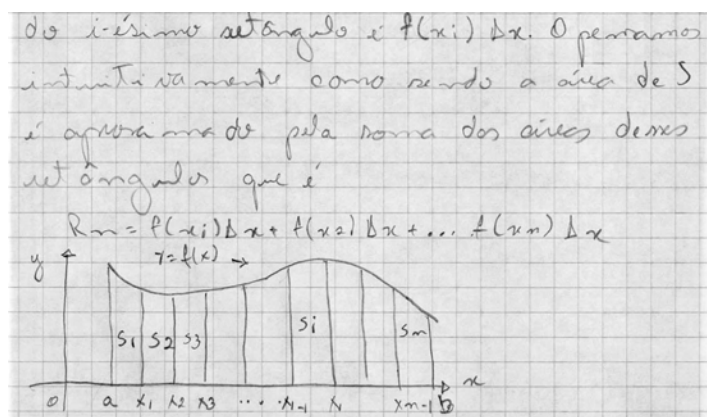 do i-ésimo retângulo é f(xi) Δx. O pensamos
intuitivamente como sendo a área de S
é aproximado pela soma das áreas desses
retângulos que é
Rn = f(xi)Δx + f(x2) Δx + ... f(xn) Δx
y
Y=f(x) →
S1 S2 S3 Si Sn
x
0 a x1 x2 x3 ... xi-1 xi xn-1 b